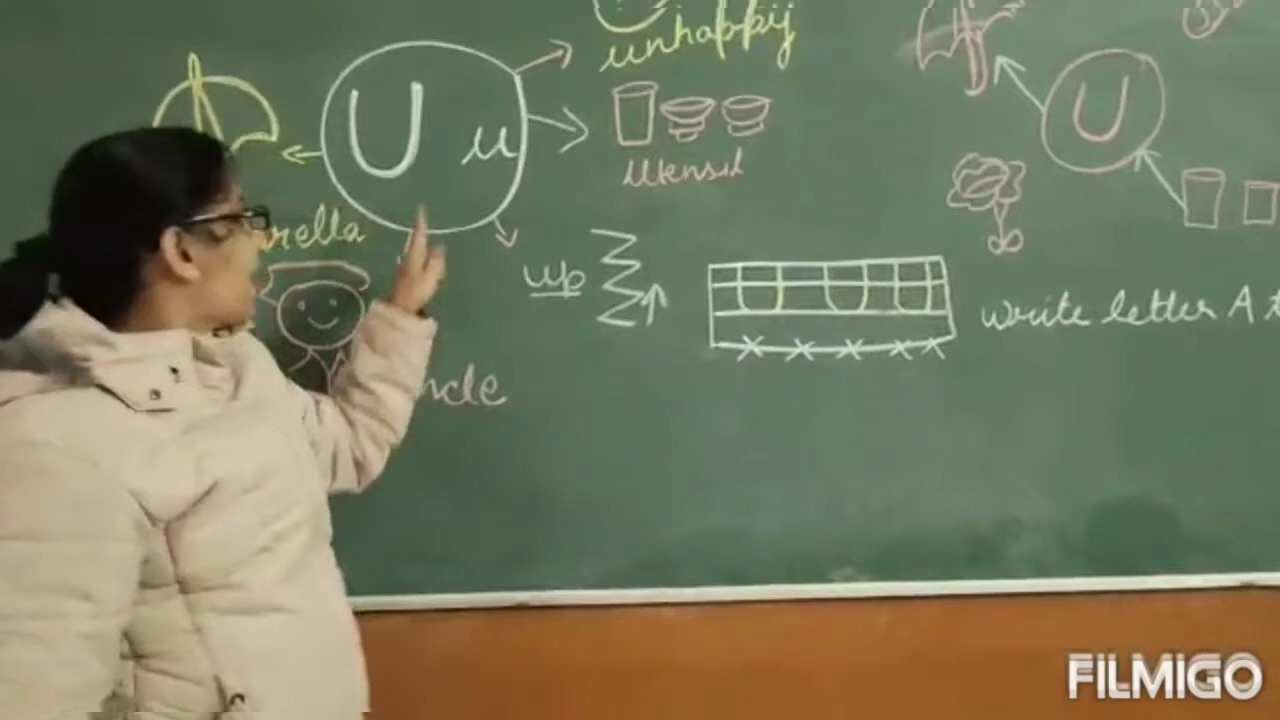 unhappy
U u
U
utensil
rella
up
write letter A t
ncle
FILMIGO